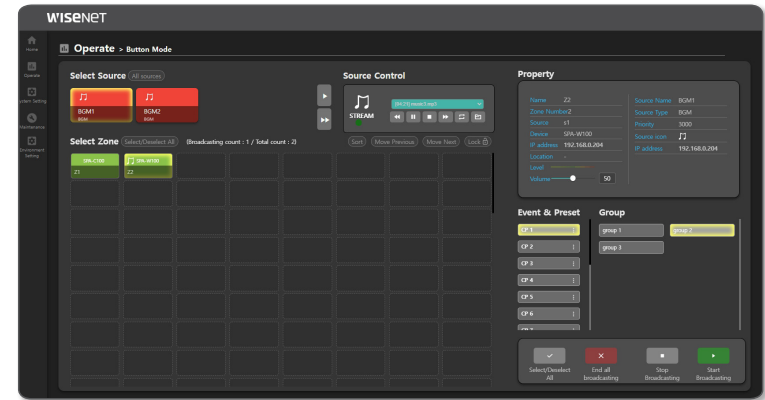 WISENET
Home
Operate
System Setting
Maintenance
Environment
Setting
Operate > Button Mode
Select Source
All sources
BGM1
BGM
BGM2
BGM
Source Control
STREAM
Select Zone
Select/Deselect All
(Broadcasting count : 1 / Total count : 2)
Sort
Move Previous
Move Next
Lock
SPA-C100
Z1
SPA-W100
Z2
Property
Name Z2
Zone Number2
Source s1
Device SPA-W100
IP address 192.168.0.204
Location -
Level
Volume 50
Source Name BGM1
Source Type BGM
Priority 3000
Source icon
IP address 192.168.0.204
Event & Preset
CP 1
CP 2
CP 3
CP 4
CP 5
CP 6
Group
group 1
group 2
group 3
Select/Deselect
All
End all
broadcasting
Stop
Broadcasting
Start
Broadcasting